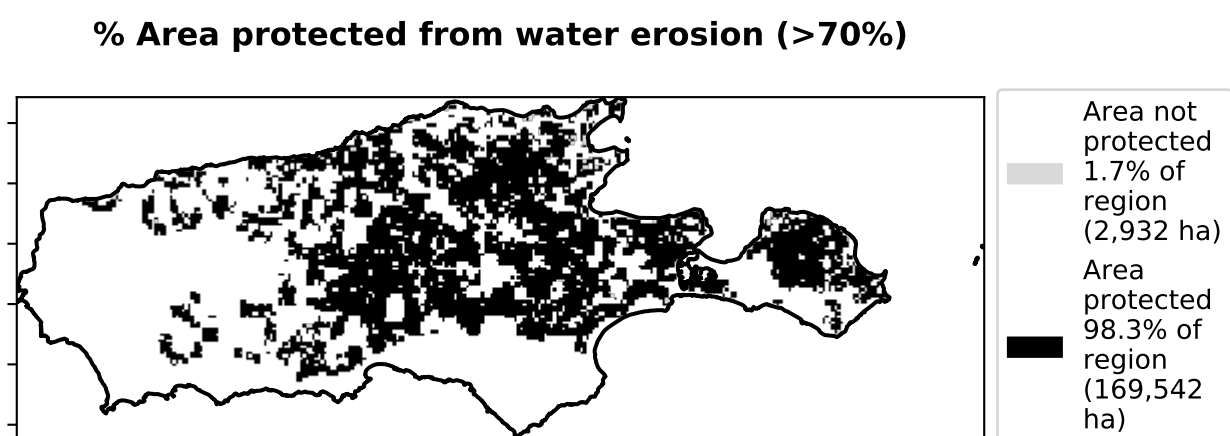 % Area protected from water erosion (>70%)
Area not
protected
1.7% of
region
(2,932 ha)
Area
protected
98.3% of
region
(169,542
ha)